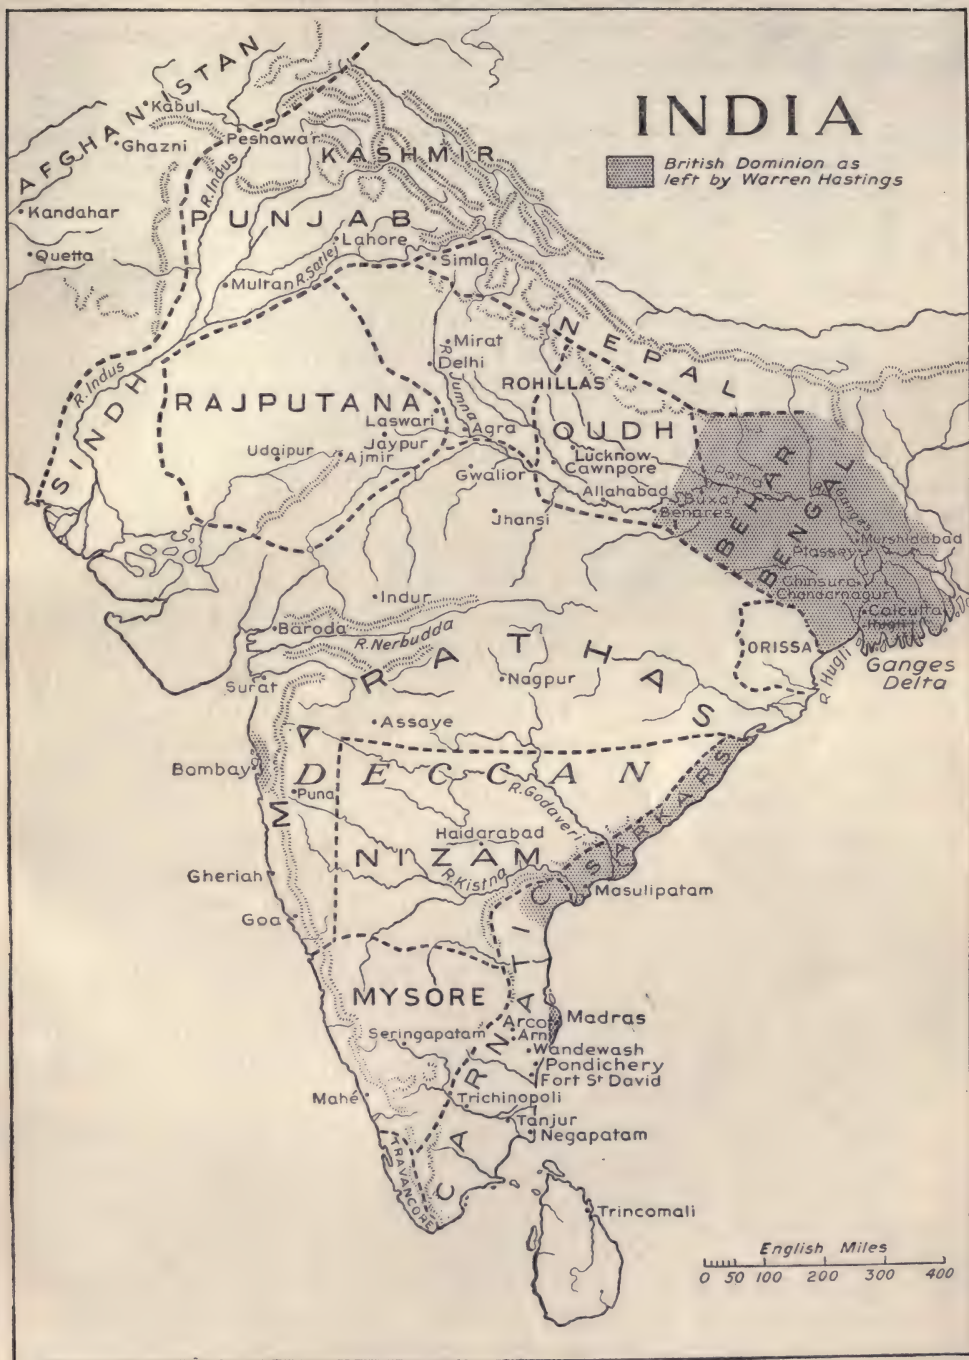 INDIA
British Dominion as
left by Warren Hastings
AFGHANISTAN
Kabul
Ghazni
Peshawar
KASHMIR
R. Indus
Kandahar
PUNJAB
Quetta
Lahore
Simla
Multan
R. Satlej
NEPAL
Mirat
Delhi
R. Jumna
R. Indus
SINDH
RAJPUTANA
ROHILLAS
Laswari
Jaypur
Ajmir
Udaipur
Agra
OUDH
Lucknow
Cawnpore
Gwalior
Allahabad
Jhansi
Patna
Buxar
Benares
BEHAR
BENGAL
R. Ganges
Murshidabad
Plassey
Chinsura
Chandarnagur
Calcutta
Hugli
Indur
Baroda
R. Nerbudda
MARATHAS
ORISSA
Ganges
Delta
R. Hugli
Surat
Nagpur
Assaye
Bombay
DECCAN
Puna
R. Godaveri
SARKARS
Haidarabad
NIZAM
R. Kistna
Gheriah
Masulipatam
Goa
CARNATIC
MYSORE
Arco
Madras
Arni
Seringapatam
Wandewash
Pondichery
Fort St David
Mahé
Trichinopoli
Tanjur
Negapatam
TRAVANCORE
Trincomali
English Miles
0 50 100 200 300 400